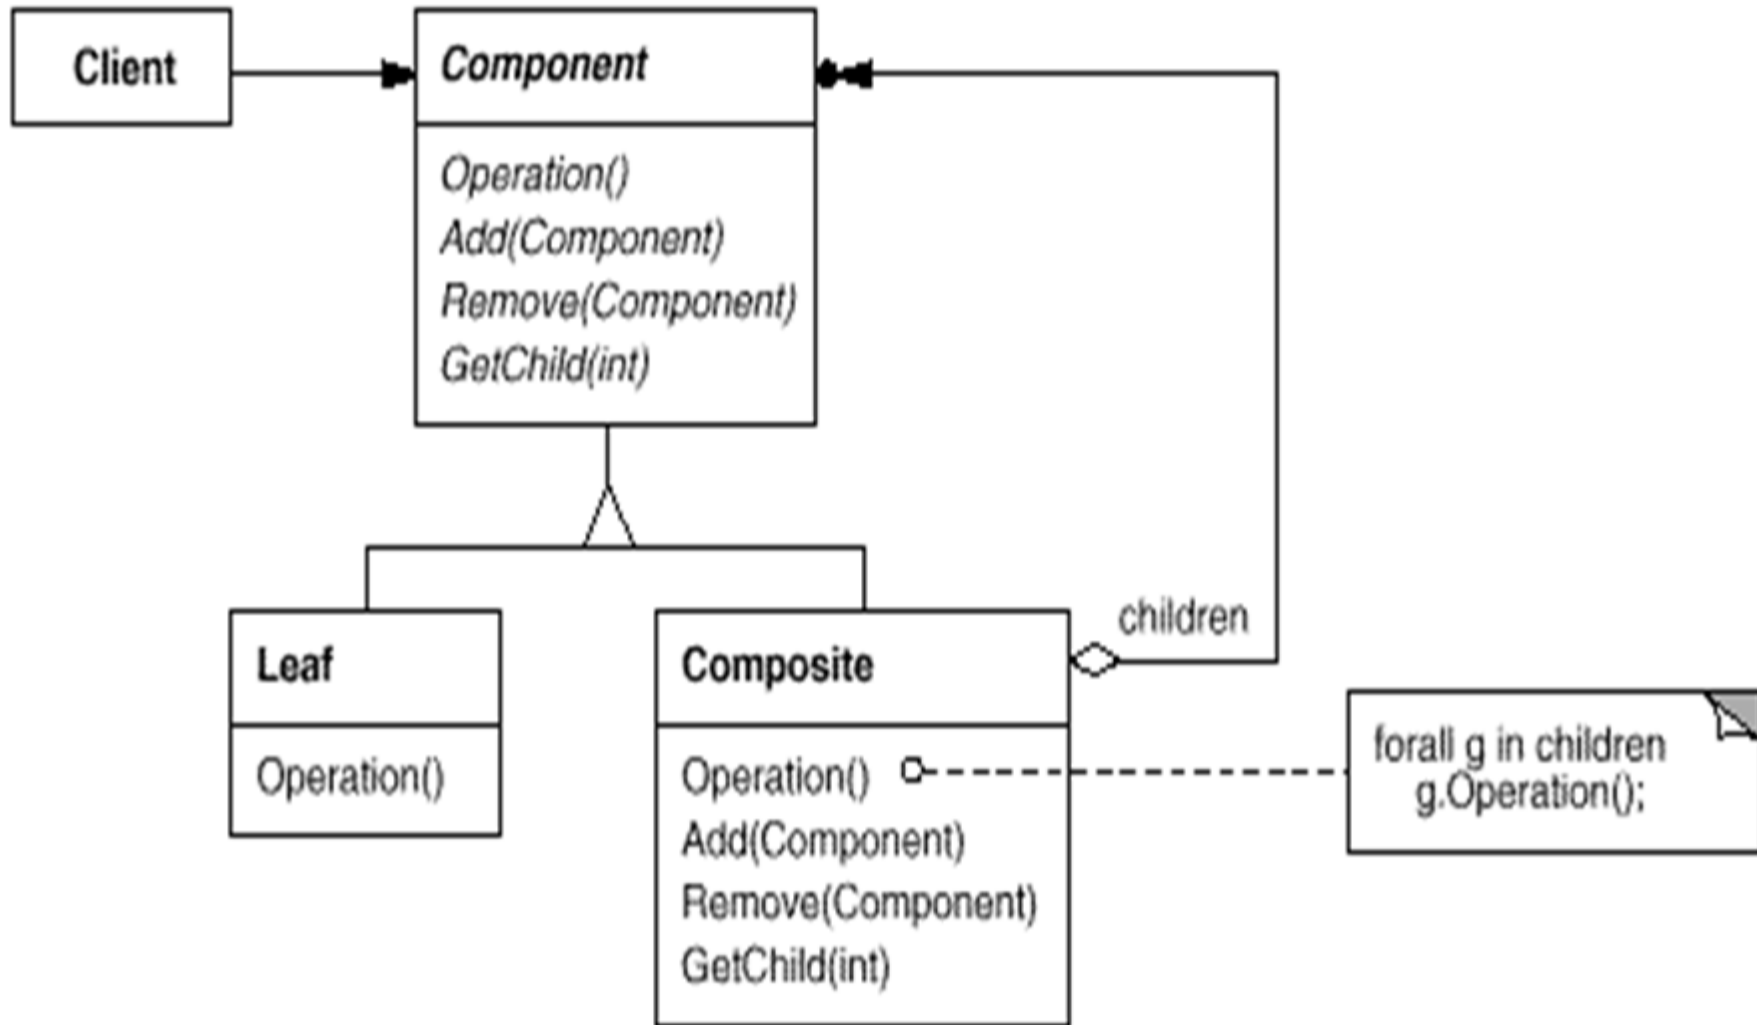 Client
Component
Operation()
Add(Component)
Remove(Component)
GetChild(int)
children
Leaf
Operation()
Composite
Operation()
Add(Component)
Remove(Component)
GetChild(int)
forall g in children
g.Operation();